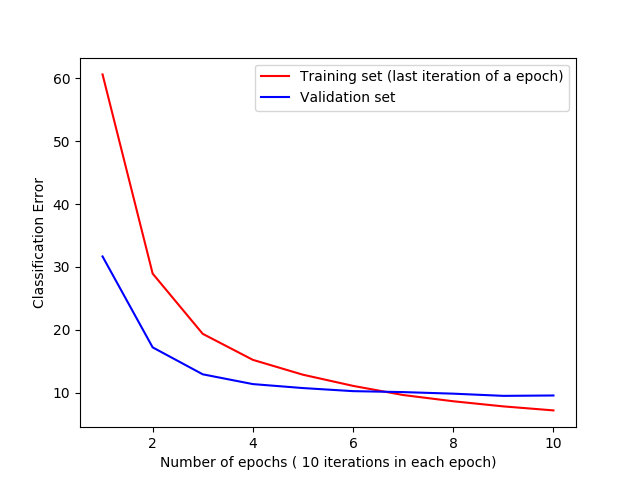 Training set (last iteration of a epoch)
Validation set
60
50
40
30
20
10
Classification Error
2 4 6 8 10
Number of epochs ( 10 iterations in each epoch)